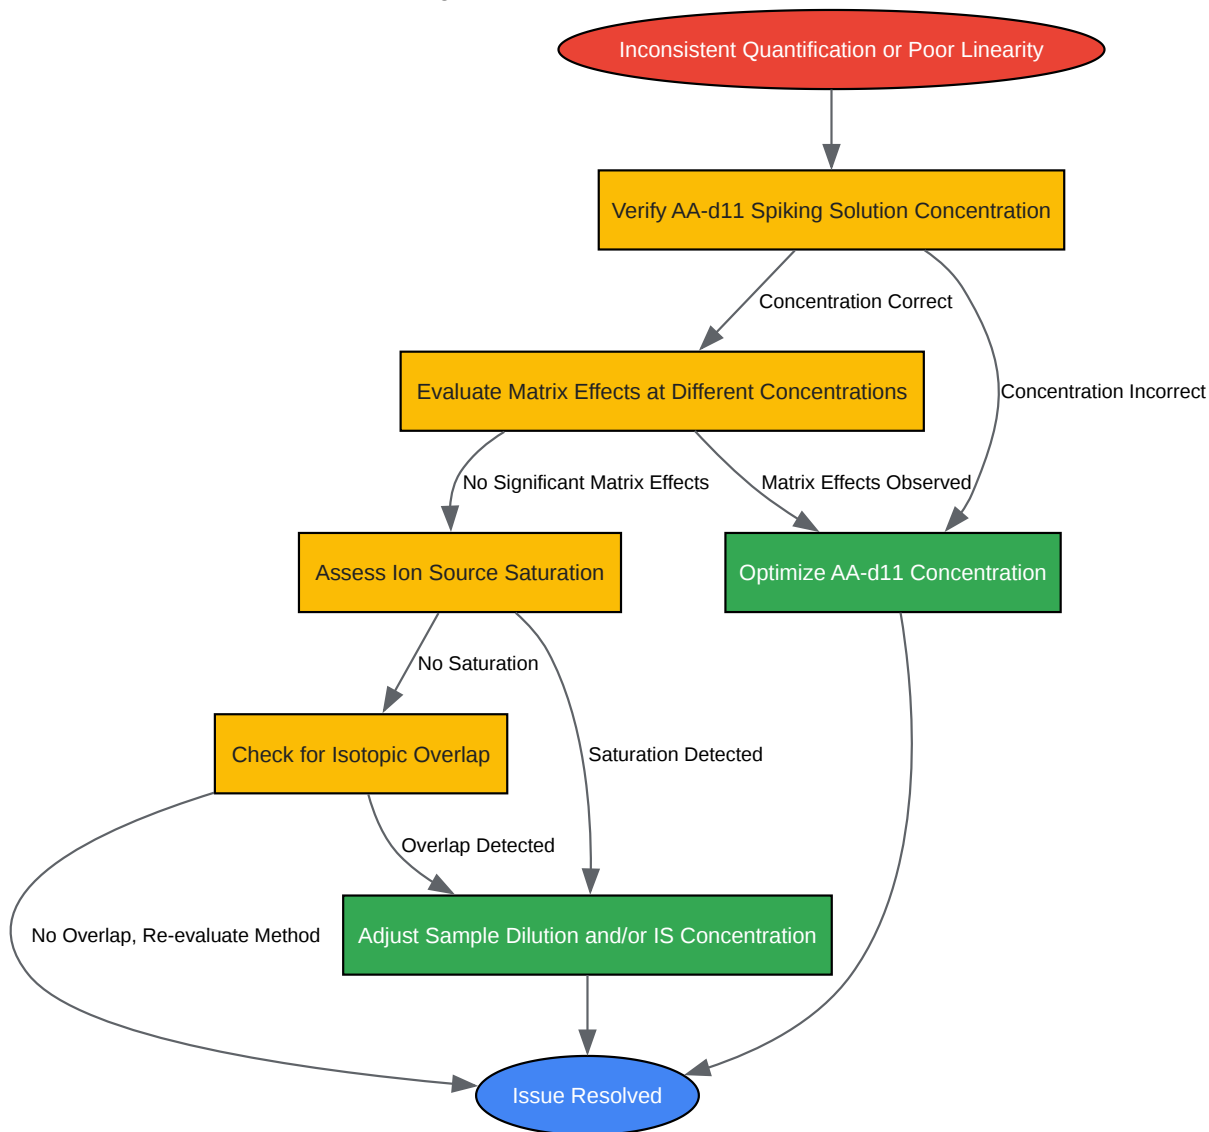 Inconsistent Quantification or Poor Linearity
Verify AA-d11 Spiking Solution Concentration
Concentration Correct
Evaluate Matrix Effects at Different Concentrations
Concentration Incorrect
No Significant Matrix Effects
Matrix Effects Observed
Assess Ion Source Saturation
Optimize AA-d11 Concentration
No Saturation
Check for Isotopic Overlap
Saturation Detected
Overlap Detected
No Overlap, Re-evaluate Method
Adjust Sample Dilution and/or IS Concentration
Issue Resolved